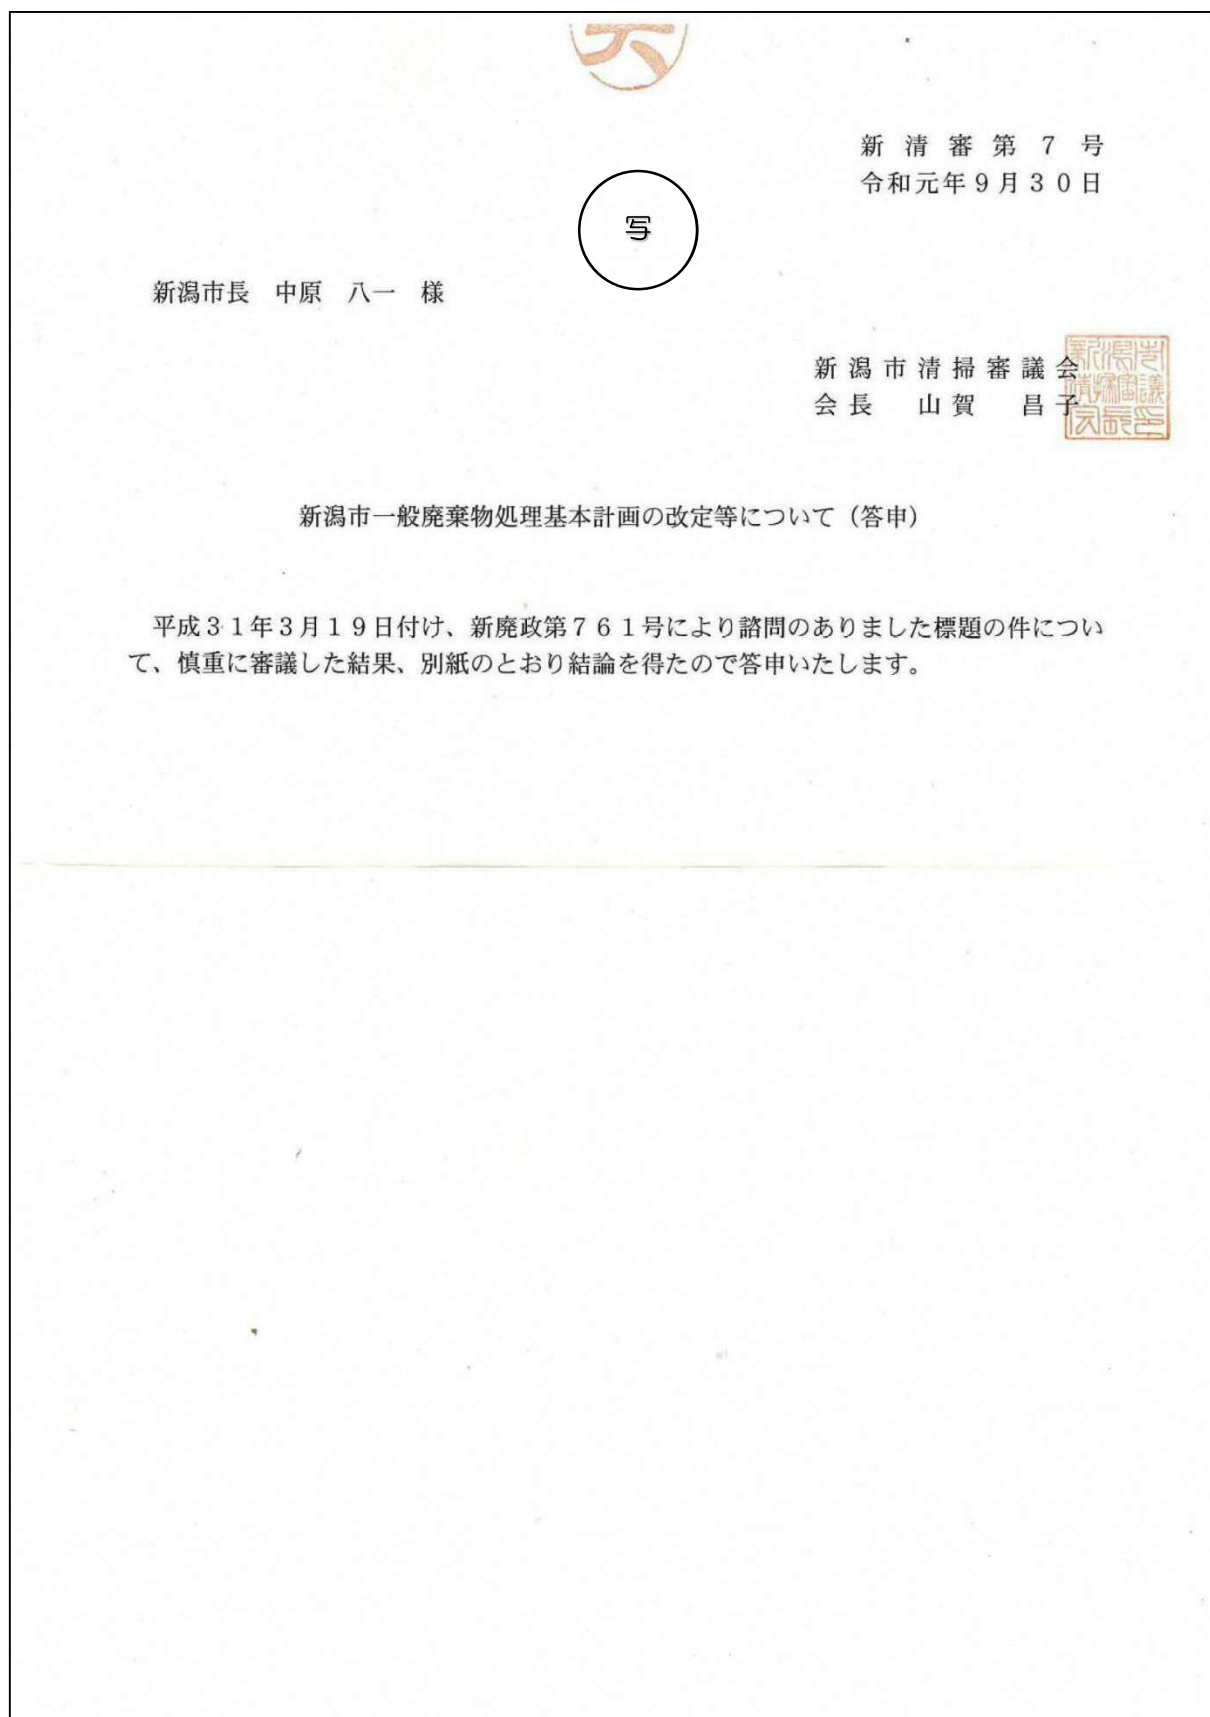 新清審第７号
令和元年９月３０日
写
新潟市長　中原　八一　様
新潟市清掃審議会
会長　山賀　昌子
新潟市一般廃棄物処理基本計画の改定等について（答申）
平成３１年３月１９日付け、新廃政第７６１号により諮問のありました標題の件につい
て、慎重に審議した結果、別紙のとおり結論を得たので答申いたします。